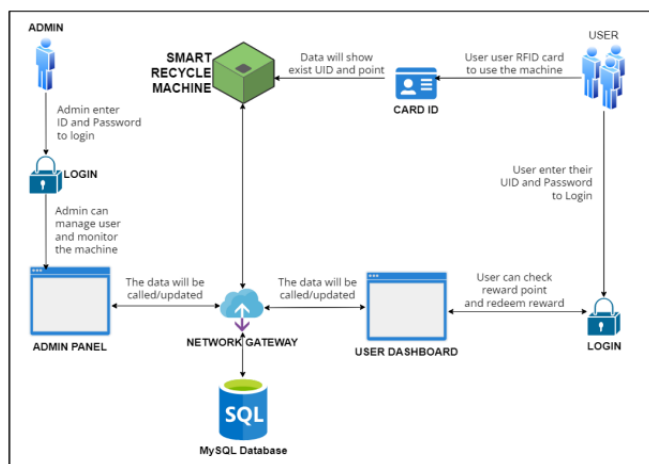 ADMIN
SMART
RECYCLE
MACHINE
Data will show
exist UID and point
CARD ID
User user RFID card
to use the machine
USER
Admin enter
ID and Password
to login
LOGIN
Admin can
manage user
and monitor
the machine
User enter their
UID and Password
to Login
The data will be
called/updated
The data will be
called/updated
User can check
reward point
and redeem reward
ADMIN PANEL
NETWORK GATEWAY
USER DASHBOARD
LOGIN
SQL
MySQL Database